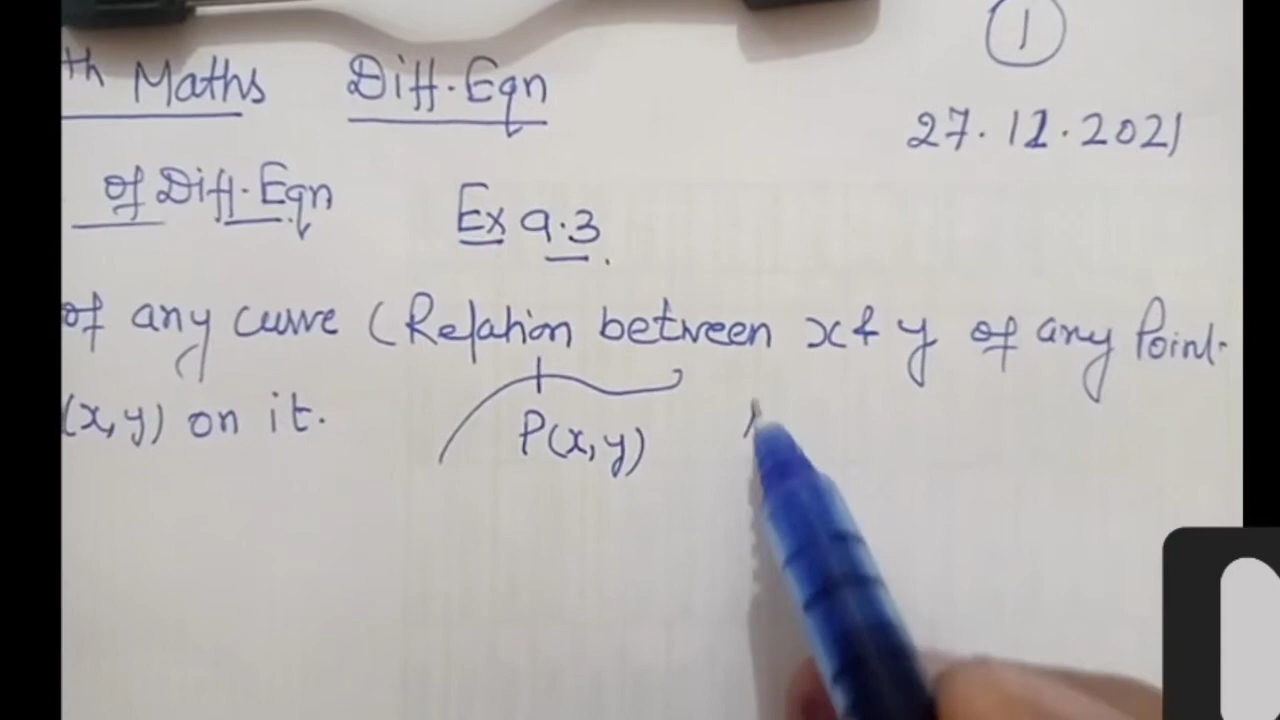 1
th Maths Diff. Eqn
27.12.2021
of Diff. Eqn Ex 9.3.
of any curve (Relation between x & y of any Point.
(x,y) on it.
P(x,y)